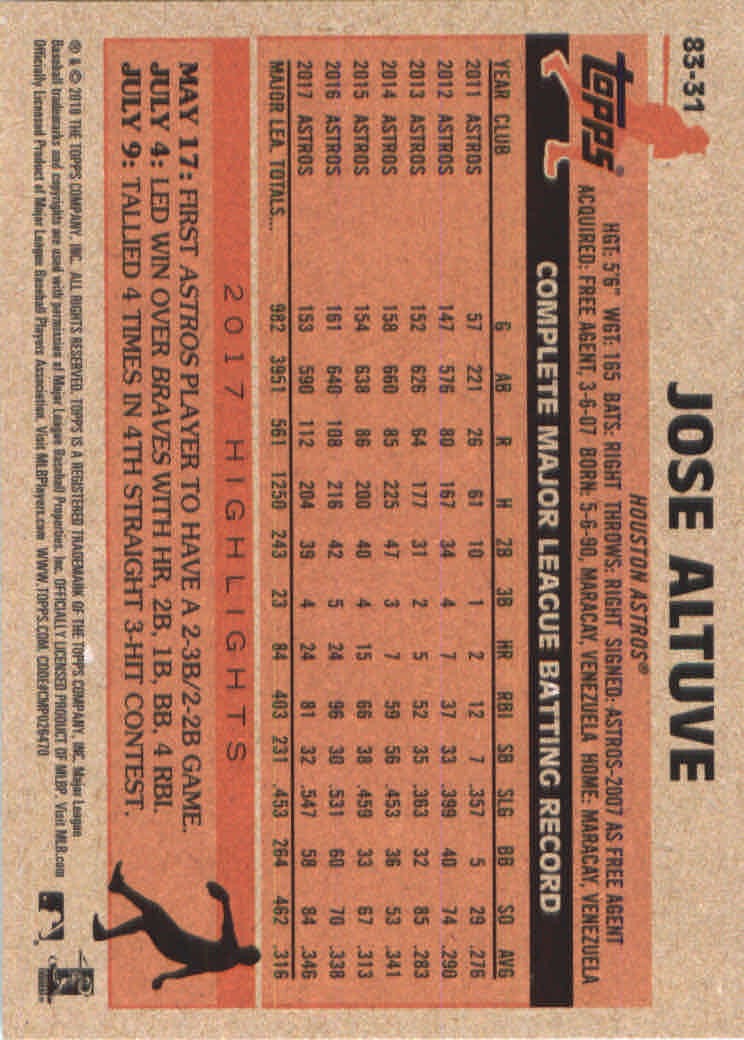 83-31
JOSE ALTUVE
topps®
HOUSTON ASTROS®
HGT: 5'6" WGT: 165 BATS: RIGHT THROWS: RIGHT SIGNED: ASTROS-2007 AS FREE AGENT
ACQUIRED: FREE AGENT, 3-6-07 BORN: 5-6-90, MARACAY, VENEZUELA HOME: MARACAY, VENEZUELA
COMPLETE MAJOR LEAGUE BATTING RECORD
YEAR CLUB G AB R H 2B 3B HR RBI SB SLG BB SO AVG
2011 ASTROS 57 221 26 61 10 1 2 12 7 .357 5 29 .276
2012 ASTROS 147 576 80 167 34 4 7 37 33 .399 40 74 .290
2013 ASTROS 152 626 64 177 31 2 5 52 35 .363 32 85 .283
2014 ASTROS 158 660 85 225 47 3 7 59 56 .453 36 53 .341
2015 ASTROS 154 638 86 200 40 4 15 66 38 .459 33 67 .313
2016 ASTROS 161 640 108 216 42 5 24 96 30 .531 60 70 .338
2017 ASTROS 153 590 112 204 39 4 24 81 32 .547 58 84 .346
MAJOR LEA. TOTALS.... 982 3951 561 1250 243 23 84 403 231 .453 264 462 .316
2017 HIGHLIGHTS
MAY 17: FIRST ASTROS PLAYER TO HAVE A 2-3B/2-2B GAME.
JULY 4: LED WIN OVER BRAVES WITH HR, 2B, 1B, BB, 4 RBI.
JULY 9: TALLIED 4 TIMES IN 4TH STRAIGHT 3-HIT CONTEST.
® & © 2018 THE TOPPS COMPANY, INC. ALL RIGHTS RESERVED. TOPPS IS A REGISTERED TRADEMARK OF THE TOPPS COMPANY, INC. Major League
Baseball trademarks and copyrights are used with permission of Major League Baseball Properties, Inc. OFFICIALLY LICENSED PRODUCT OF MLBP. Visit MLB.com
Officially Licensed Product of Major League Baseball Players Association. Visit MLBPlayers.com WWW.TOPPS.COM. CODE#CMP026470